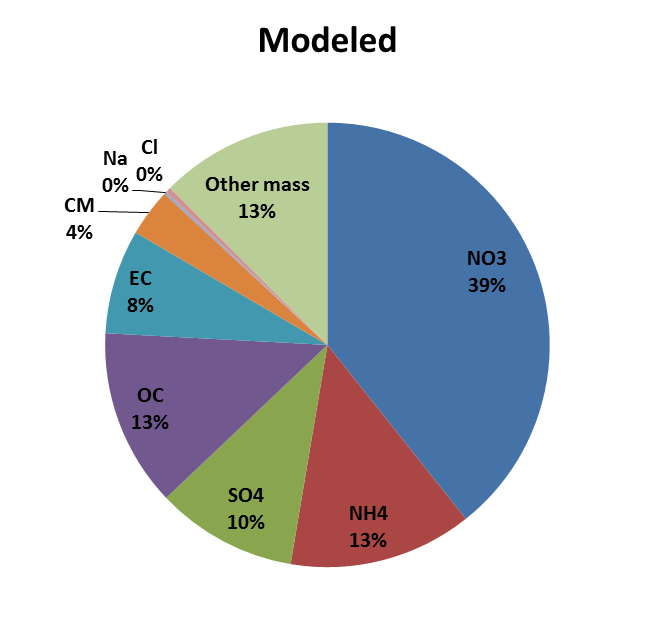 Modeled
NO3
39%
NH4
13%
SO4
10%
OC
13%
EC
8%
CM
4%
Na
0%
Cl
0%
Other mass
13%